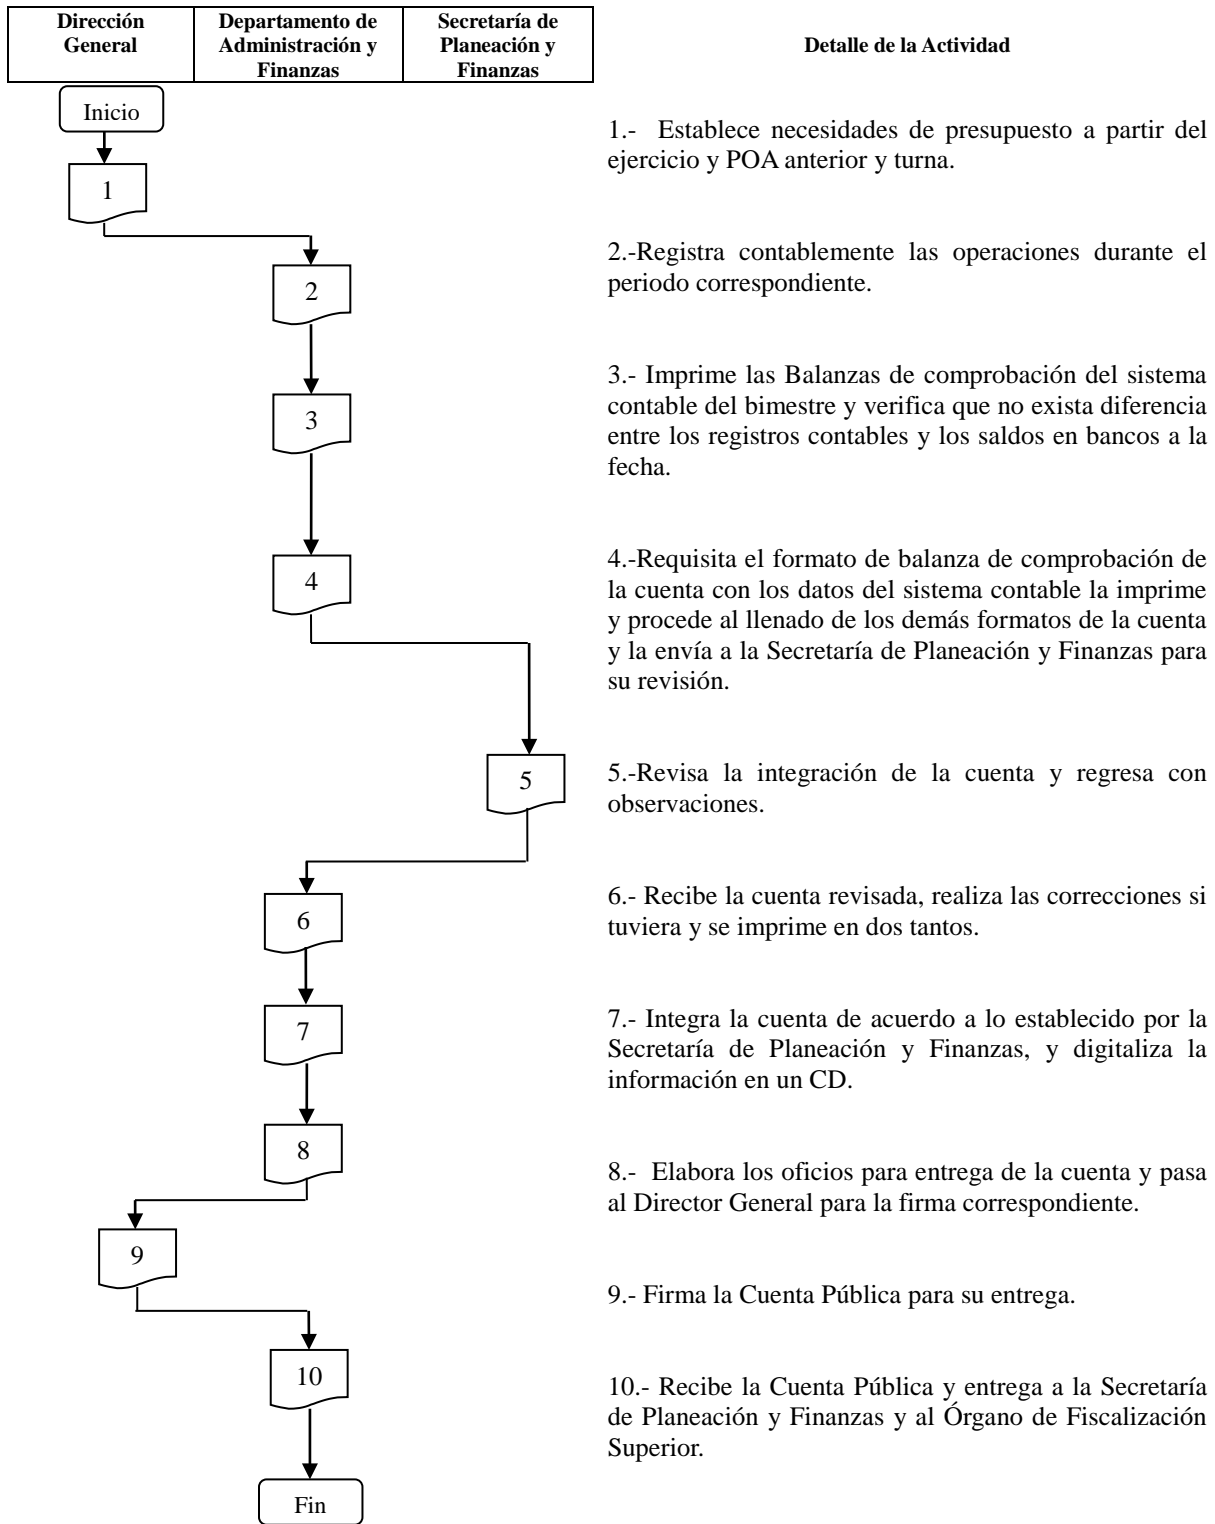 Dirección
General
Departamento de
Administración y
Finanzas
Secretaría de
Planeación y
Finanzas
Detalle de la Actividad
Inicio
1
1.- Establece necesidades de presupuesto a partir del
ejercicio y POA anterior y turna.
2
2.-Registra contablemente las operaciones durante el
periodo correspondiente.
3
3.- Imprime las Balanzas de comprobación del sistema
contable del bimestre y verifica que no exista diferencia
entre los registros contables y los saldos en bancos a la
fecha.
4
4.-Requisita el formato de balanza de comprobación de
la cuenta con los datos del sistema contable la imprime
y procede al llenado de los demás formatos de la cuenta
y la envía a la Secretaría de Planeación y Finanzas para
su revisión.
5
5.-Revisa la integración de la cuenta y regresa con
observaciones.
6
6.- Recibe la cuenta revisada, realiza las correcciones si
tuviera y se imprime en dos tantos.
7
7.- Integra la cuenta de acuerdo a lo establecido por la
Secretaría de Planeación y Finanzas, y digitaliza la
información en un CD.
8
8.- Elabora los oficios para entrega de la cuenta y pasa
al Director General para la firma correspondiente.
9
9.- Firma la Cuenta Pública para su entrega.
10
10.- Recibe la Cuenta Pública y entrega a la Secretaría
de Planeación y Finanzas y al Órgano de Fiscalización
Superior.
Fin